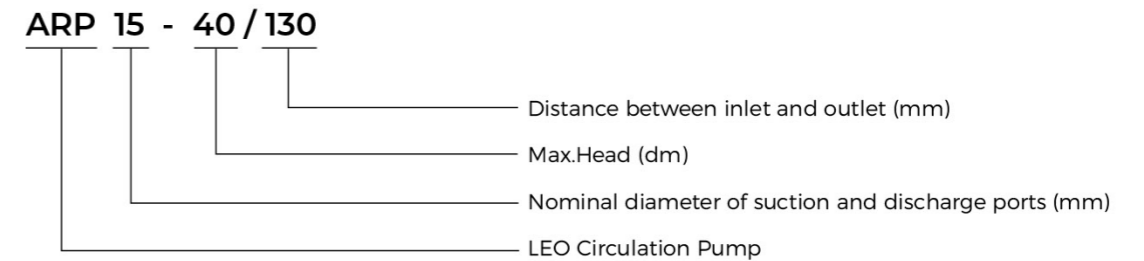 ARP 15 - 40 / 130
Distance between inlet and outlet (mm)
Max.Head (dm)
Nominal diameter of suction and discharge ports (mm)
LEO Circulation Pump